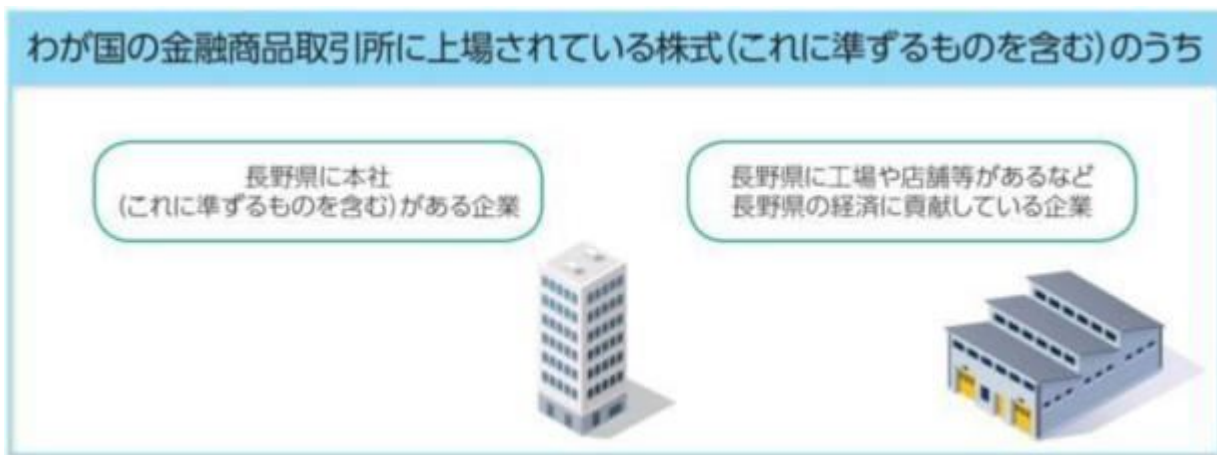 わが国の金融商品取引所に上場されている株式(これに準ずるものを含む)のうち
長野県に本社
(これに準ずるものを含む)がある企業
長野県に工場や店舗等があるなど
長野県の経済に貢献している企業